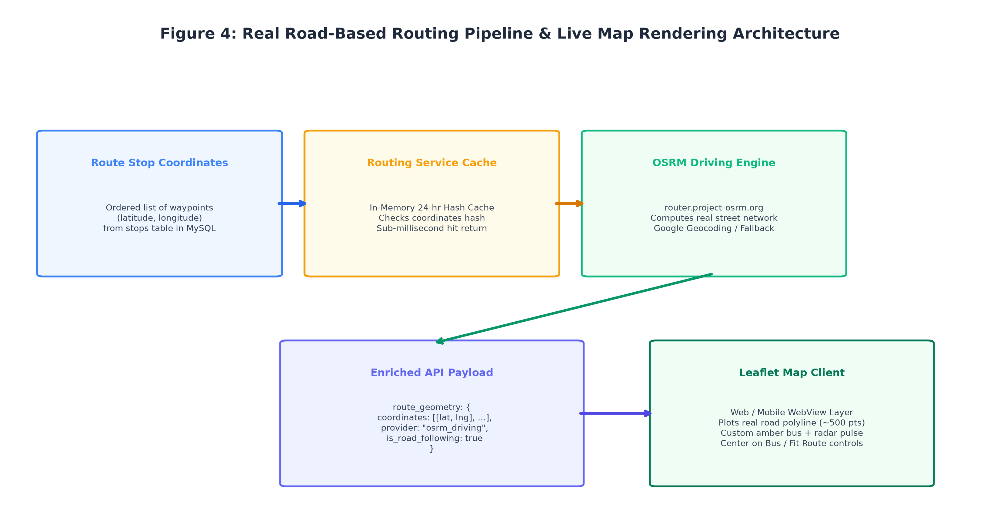 Figure 4: Real Road-Based Routing Pipeline & Live Map Rendering Architecture
Route Stop Coordinates
Ordered list of waypoints
(latitude, longitude)
from stops table in MySQL
Routing Service Cache
In-Memory 24-hr Hash Cache
Checks coordinates hash
Sub-millisecond hit return
OSRM Driving Engine
router.project-osrm.org
Computes real street network
Google Geocoding / Fallback
Enriched API Payload
route_geometry: {
coordinates: [[lat, lng], ...],
provider: "osrm_driving",
is_road_following: true
}
Leaflet Map Client
Web / Mobile WebView Layer
Plots real road polyline (~500 pts)
Custom amber bus + radar pulse
Center on Bus / Fit Route controls